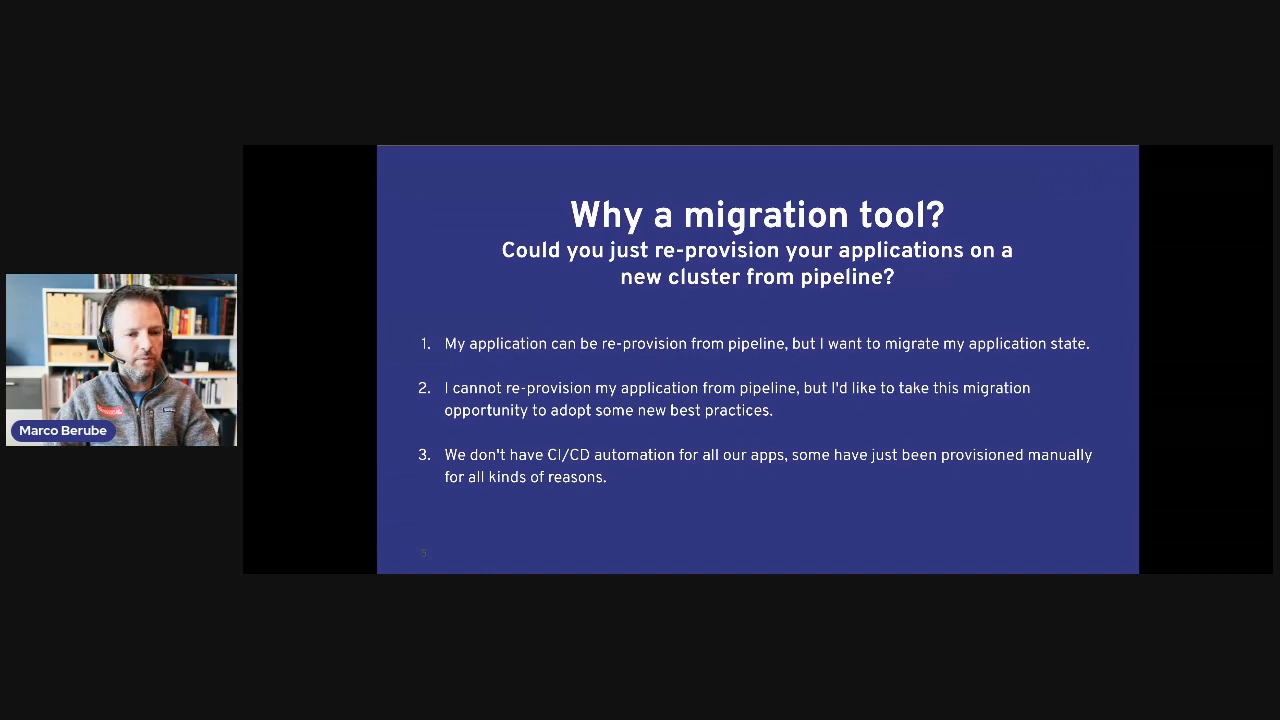 Why a migration tool?
Could you just re-provision your applications on a
new cluster from pipeline?
1. My application can be re-provision from pipeline, but I want to migrate my application state.
2. I cannot re-provision my application from pipeline, but I'd like to take this migration
opportunity to adopt some new best practices.
3. We don't have CI/CD automation for all our apps, some have just been provisioned manually
for all kinds of reasons.
5
Marco Berube